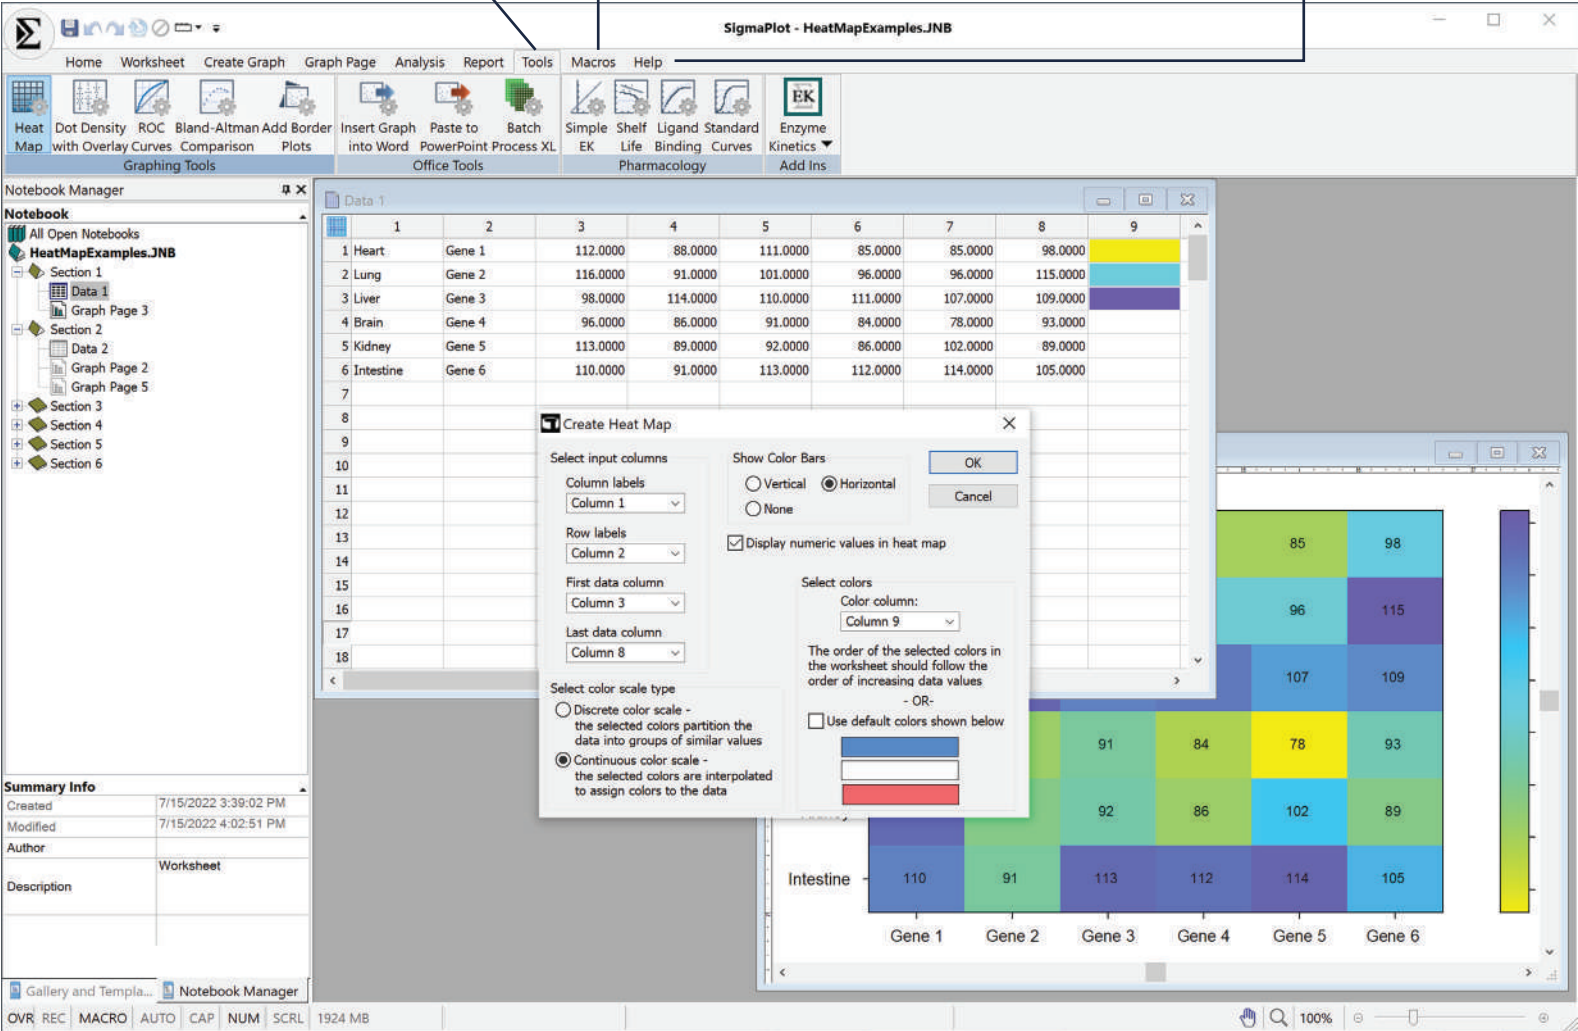 SigmaPlot - HeatMapExamples.JNB
Home Worksheet Create Graph Graph Page Analysis Report Tools Macros Help
Heat Map
Dot Density with Overlay
ROC Curves
Bland-Altman Comparison
Add Border Plots
Graphing Tools
Insert Graph into Word
Paste to PowerPoint
Batch Process XL
Office Tools
Simple EK
Shelf Life
Ligand Binding
Standard Curves
Pharmacology
EK
Enzyme Kinetics
Add Ins
Notebook Manager
Notebook
All Open Notebooks
HeatMapExamples.JNB
Section 1
Data 1
Graph Page 3
Section 2
Data 2
Graph Page 2
Graph Page 5
Section 3
Section 4
Section 5
Section 6
Summary Info
Created 7/15/2022 3:39:02 PM
Modified 7/15/2022 4:02:51 PM
Author
Description Worksheet
Gallery and Templa... Notebook Manager
Data 1
1 2 3 4 5 6 7 8 9
1 Heart Gene 1 112.0000 88.0000 111.0000 85.0000 85.0000 98.0000
2 Lung Gene 2 116.0000 91.0000 101.0000 96.0000 96.0000 115.0000
3 Liver Gene 3 98.0000 114.0000 110.0000 111.0000 107.0000 109.0000
4 Brain Gene 4 96.0000 86.0000 91.0000 84.0000 78.0000 93.0000
5 Kidney Gene 5 113.0000 89.0000 92.0000 86.0000 102.0000 89.0000
6 Intestine Gene 6 110.0000 91.0000 113.0000 112.0000 114.0000 105.0000
7
8
9
10
11
12
13
14
15
16
17
18
Create Heat Map
Select input columns
Column labels
Column 1
Row labels
Column 2
First data column
Column 3
Last data column
Column 8
Select color scale type
Discrete color scale -
the selected colors partition the
data into groups of similar values
Continuous color scale -
the selected colors are interpolated
to assign colors to the data
Show Color Bars
Vertical Horizontal
None
OK
Cancel
Display numeric values in heat map
Select colors
Color column:
Column 9
The order of the selected colors in
the worksheet should follow the
order of increasing data values
- OR-
Use default colors shown below
85 98
96 115
107 109
91 84 78 93
92 86 102 89
Intestine 110 91 113 112 114 105
Gene 1 Gene 2 Gene 3 Gene 4 Gene 5 Gene 6
OVR REC MACRO AUTO CAP NUM SCRL 1924 MB
100%